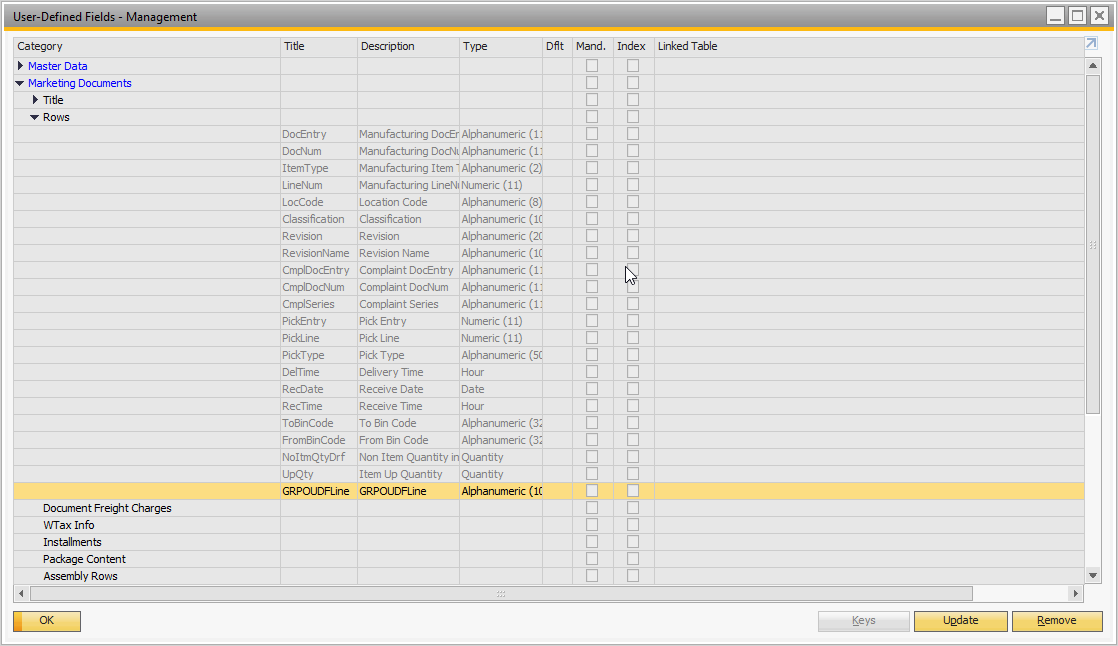 User-Defined Fields - Management
Category Title Description Type Dflt Mand. Index Linked Table
Master Data
Marketing Documents
Title
Rows
DocEntry Manufacturing DocEr Alphanumeric (11
DocNum Manufacturing DocNu Alphanumeric (11
ItemType Manufacturing Item T Alphanumeric (2)
LineNum Manufacturing LineNu Numeric (11)
LocCode Location Code Alphanumeric (8)
Classification Classification Alphanumeric (10
Revision Revision Alphanumeric (20
RevisionName Revision Name Alphanumeric (10
CmplDocEntry Complaint DocEntry Alphanumeric (11
CmplDocNum Complaint DocNum Alphanumeric (11
CmplSeries Complaint Series Alphanumeric (11
PickEntry Pick Entry Numeric (11)
PickLine Pick Line Numeric (11)
PickType Pick Type Alphanumeric (50
DelTime Delivery Time Hour
RecDate Receive Date Date
RecTime Receive Time Hour
ToBinCode To Bin Code Alphanumeric (32
FromBinCode From Bin Code Alphanumeric (32
NoItmQtyDrf Non Item Quantity in Quantity
UpQty Item Up Quantity Quantity
GRPOUDFLine GRPOUDFLine Alphanumeric (10
Document Freight Charges
WTax Info
Installments
Package Content
Assembly Rows
OK Keys Update Remove